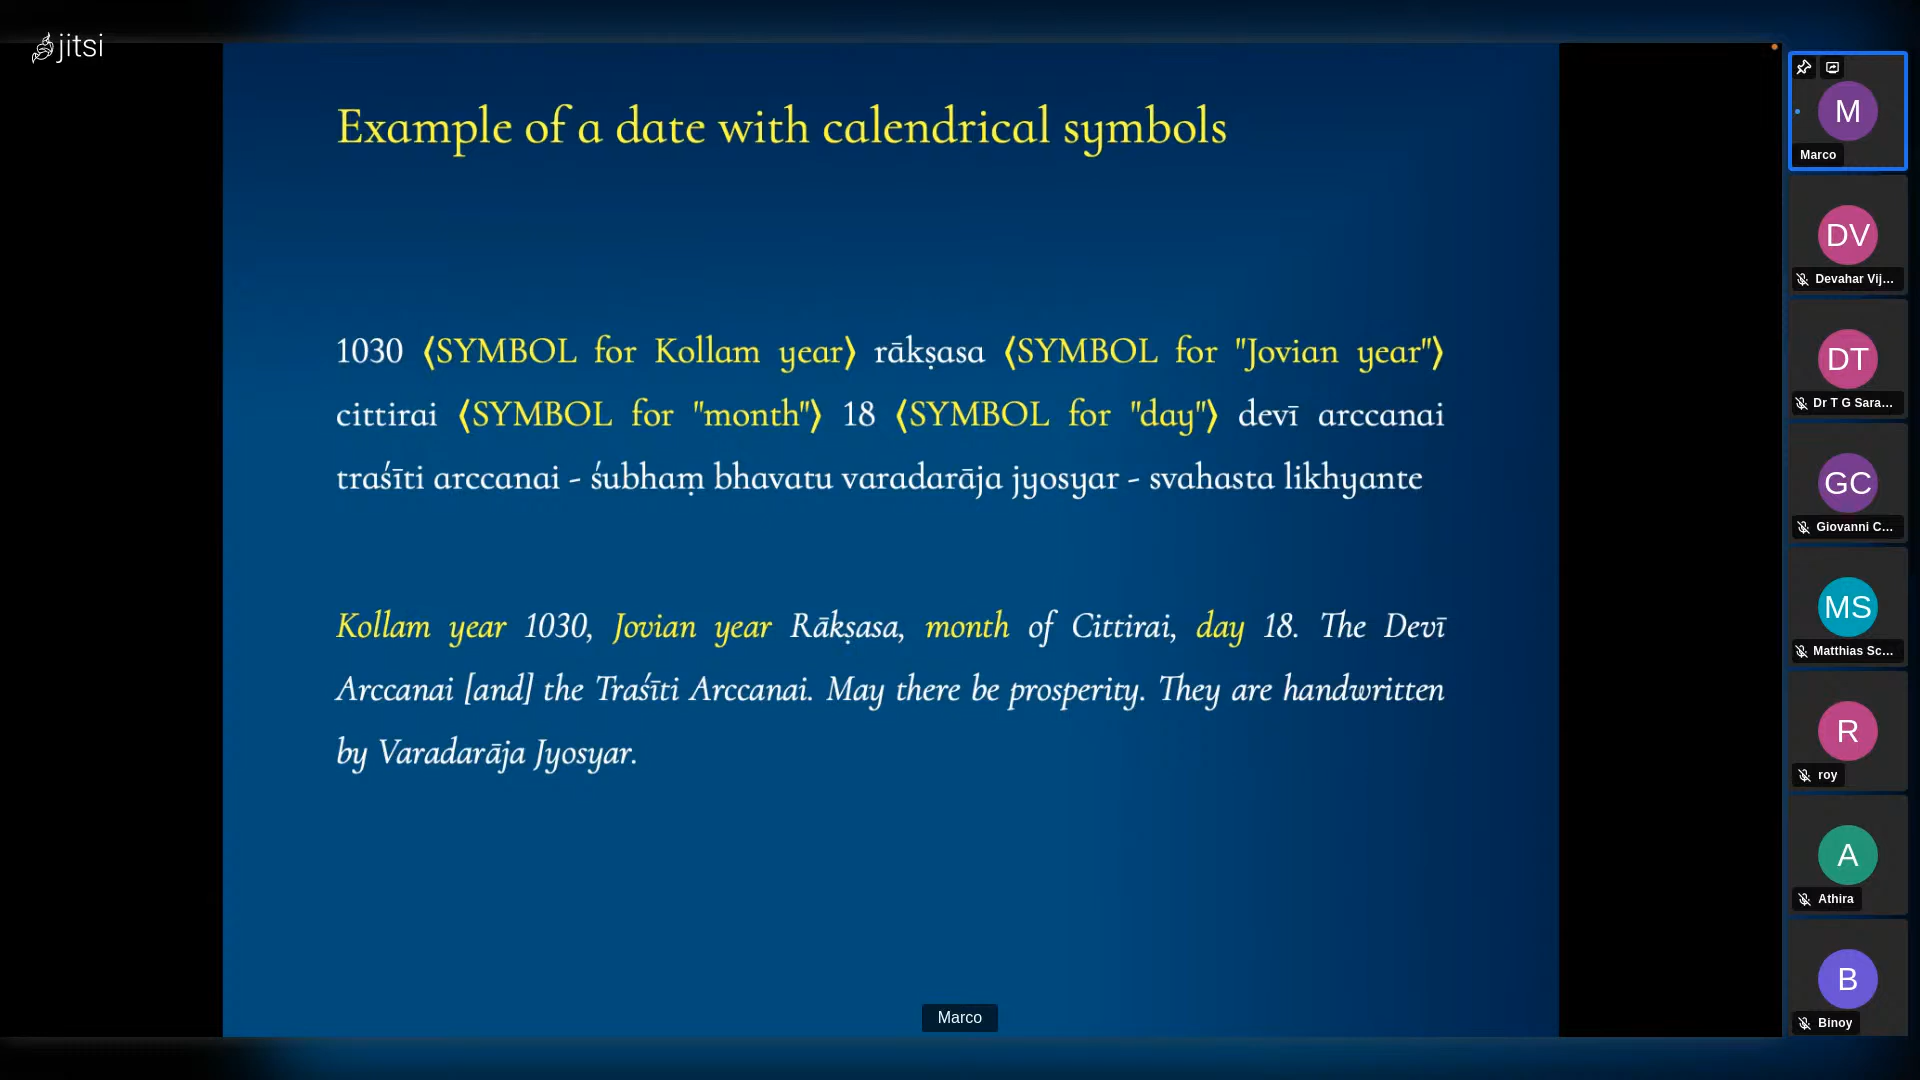 jitsi
Example of a date with calendrical symbols
1030 ⟨SYMBOL for Kollam year⟩ rākṣasa ⟨SYMBOL for "Jovian year"⟩
cittirai ⟨SYMBOL for "month"⟩ 18 ⟨SYMBOL for "day"⟩ devī arccanai
traśīti arccanai - śubhaṃ bhavatu varadarāja jyosyar - svahasta likhyante
Kollam year 1030, Jovian year Rākṣasa, month of Cittirai, day 18. The Devī
Arccanai [and] the Traśīti Arccanai. May there be prosperity. They are handwritten
by Varadarāja Jyosyar.
Marco
M
Marco
DV
Devahar Vij...
DT
Dr T G Sara...
GC
Giovanni C...
MS
Matthias Sc...
R
roy
A
Athira
B
Binoy